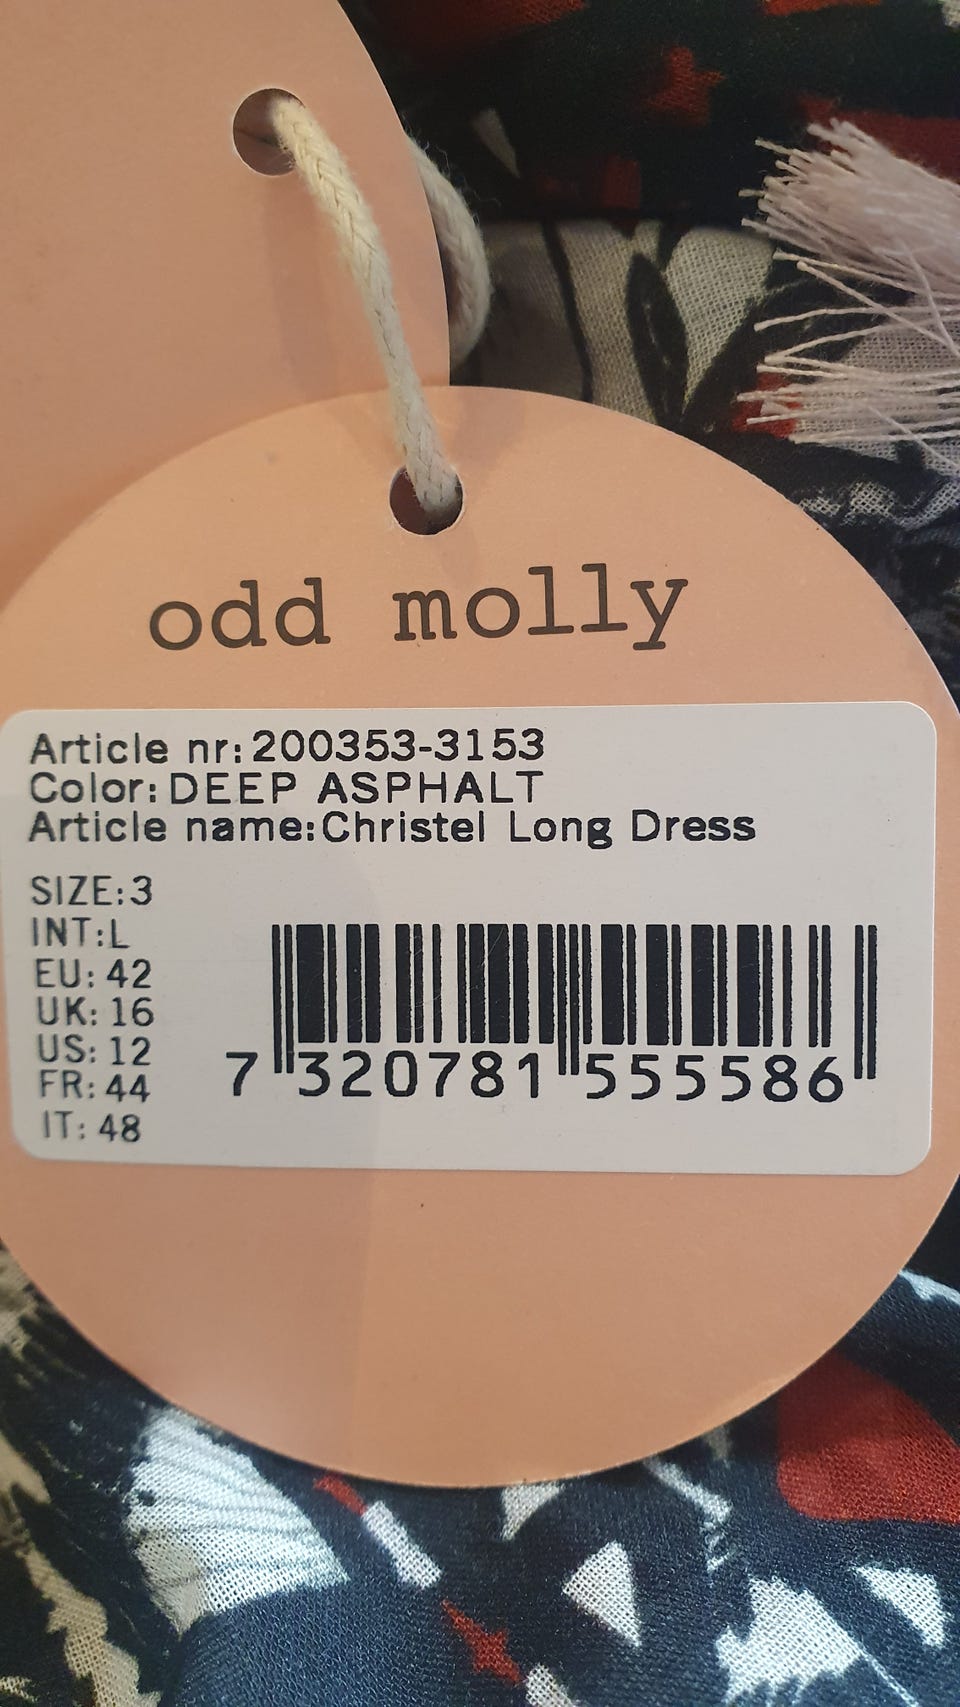 odd molly
Article nr:200353-3153
Color:DEEP ASPHALT
Article name:Christel Long Dress
SIZE:3
INT:L
EU: 42
UK: 16
US: 12
FR: 44
IT: 48
7 320781 555586